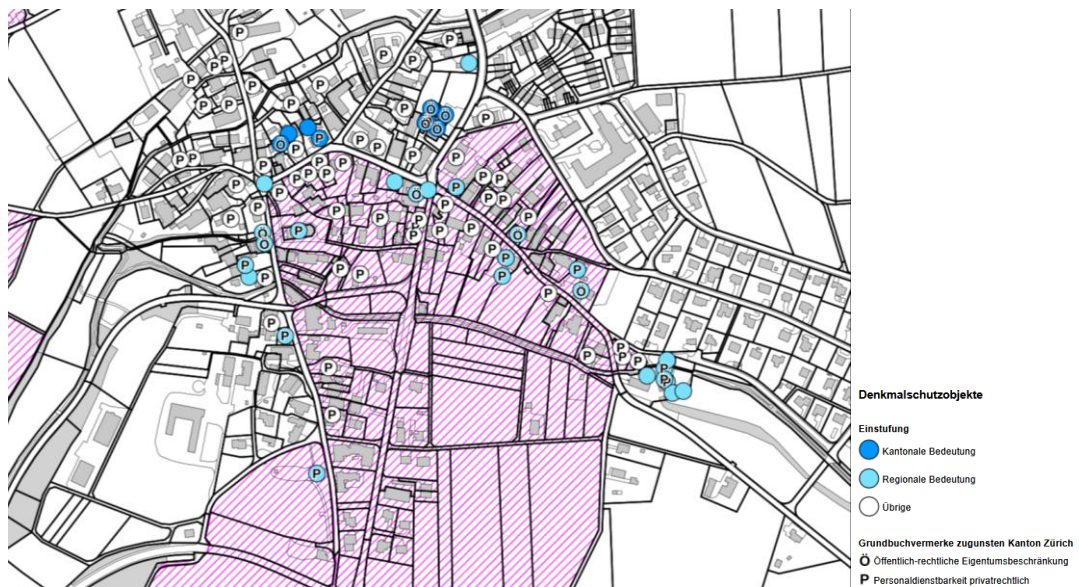 Denkmalschutzobjekte
Einstufung
Kantonale Bedeutung
Regionale Bedeutung
Übrige
Grundbuchvermerke zugunsten Kanton Zürich
Ö Öffentlich-rechtliche Eigentumsbeschränkung
P Personaldienstbarkeit privatrechtlich